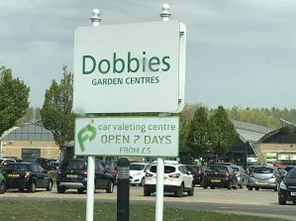 Dobbies
GARDEN CENTRES
car valeting centre
OPEN 7 DAYS
FROM £5